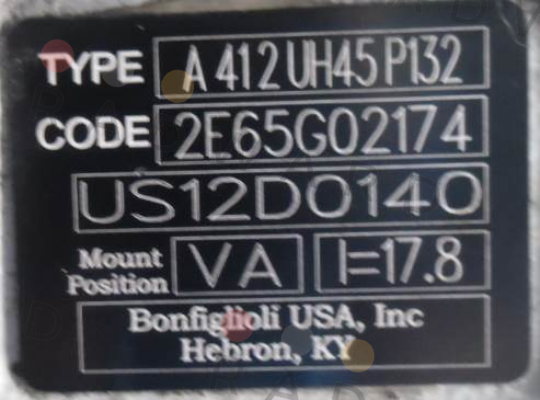 TYPE A 412 UH45 P132
CODE 2E65G02174
US12D0140
Mount Position VA I=17.8
Bonfiglioli USA, Inc
Hebron, KY